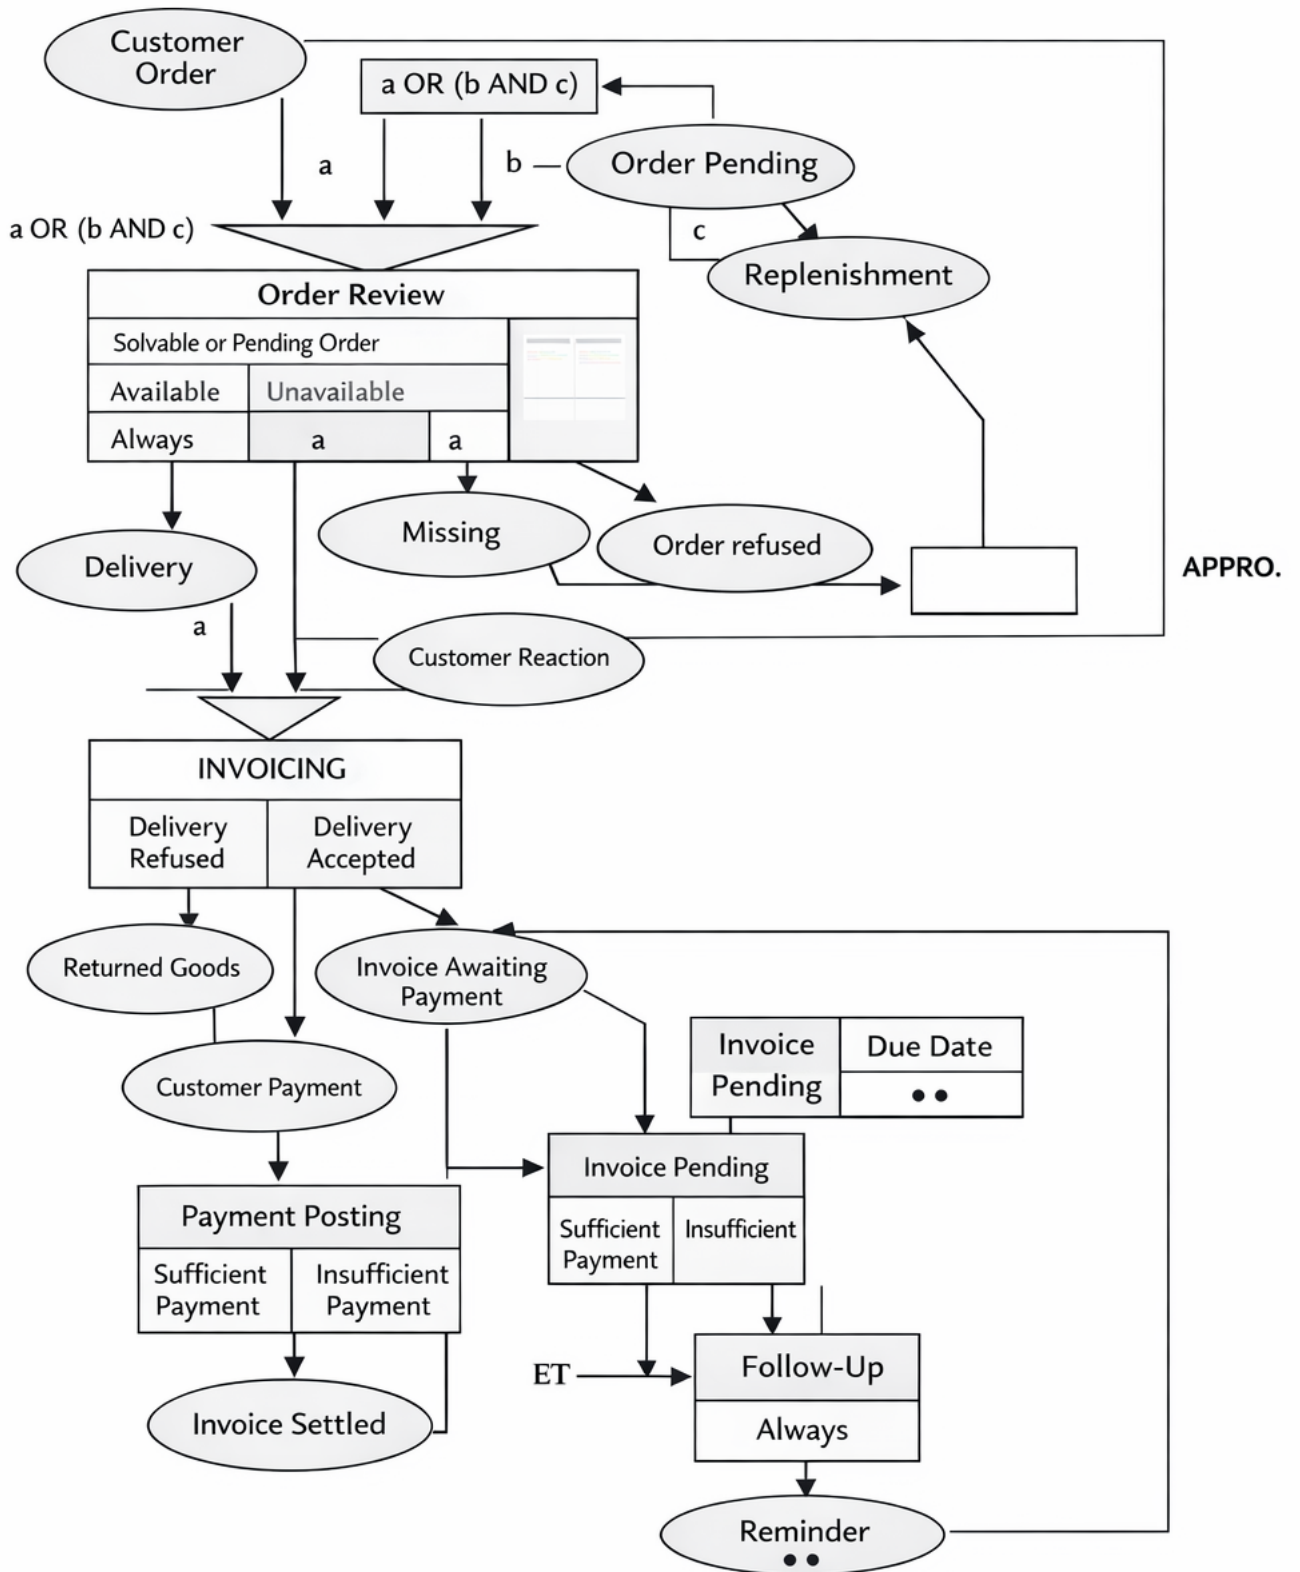 Customer
Order
a OR (b AND c)
a
b
Order Pending
a OR (b AND c)
c
Replenishment
Order Review
Solvable or Pending Order
Available
Unavailable
Always
a
a
Missing
Order refused
Delivery
APPRO.
a
Customer Reaction
INVOICING
Delivery
Refused
Delivery
Accepted
Returned Goods
Invoice Awaiting
Payment
Invoice
Pending
Due Date
Customer Payment
Invoice Pending
Sufficient
Payment
Insufficient
Payment Posting
Sufficient
Payment
Insufficient
Payment
ET
Follow-Up
Always
Invoice Settled
Reminder